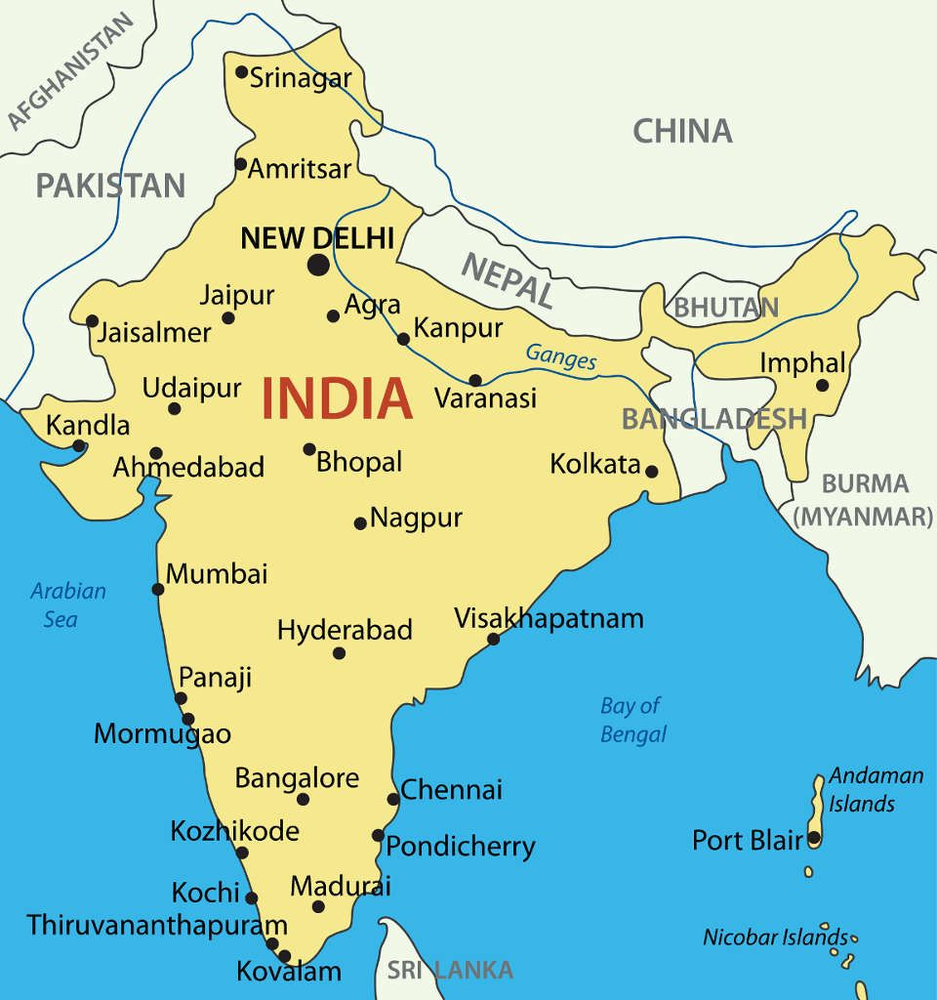 AFGHANISTAN
Srinagar
CHINA
Amritsar
PAKISTAN
NEW DELHI
NEPAL
Jaipur
Agra
BHUTAN
Jaisalmer
Kanpur
Ganges
Imphal
Udaipur
INDIA
Varanasi
Kandla
BANGLADESH
Ahmedabad
Bhopal
Kolkata
BURMA
(MYANMAR)
Nagpur
Mumbai
Arabian
Sea
Hyderabad
Visakhapatnam
Panaji
Bay of
Bengal
Mormugao
Bangalore
Chennai
Andaman
Islands
Kozhikode
Pondicherry
Port Blair
Kochi
Madurai
Thiruvananthapuram
Nicobar Islands
Kovalam
SRI LANKA